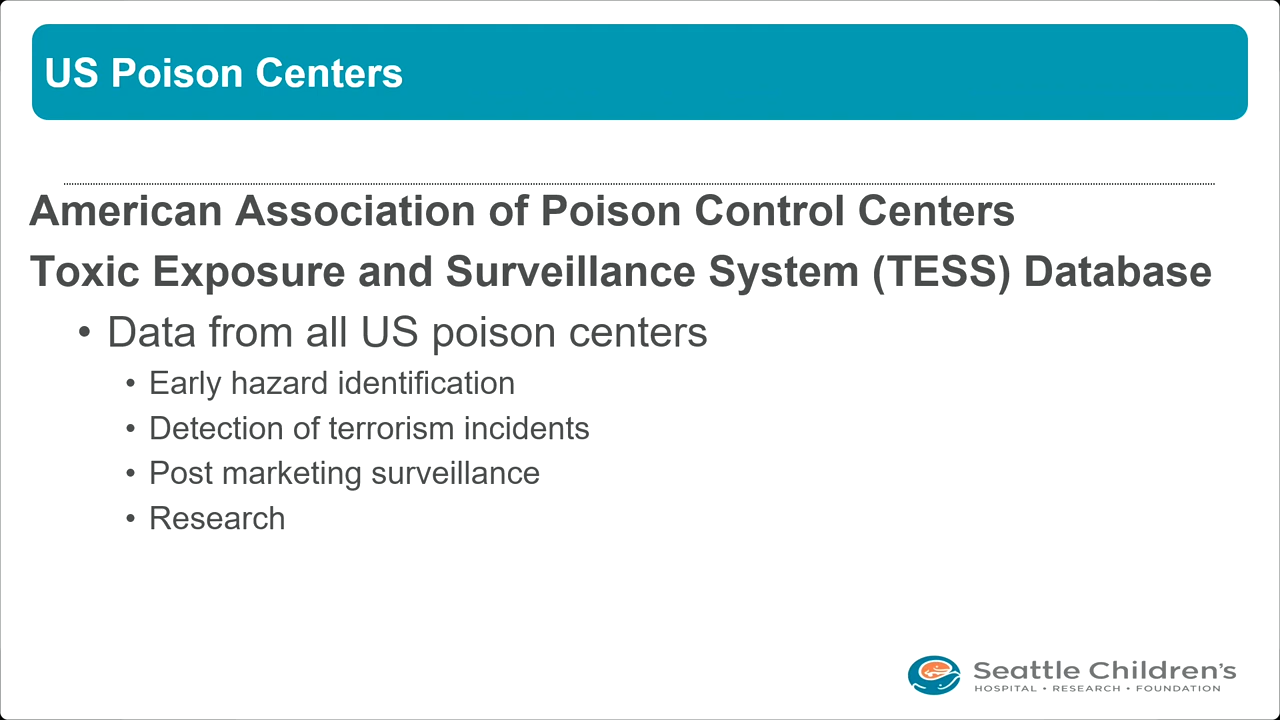 US Poison Centers
American Association of Poison Control Centers
Toxic Exposure and Surveillance System (TESS) Database
• Data from all US poison centers
• Early hazard identification
• Detection of terrorism incidents
• Post marketing surveillance
• Research
Seattle Children's
HOSPITAL • RESEARCH • FOUNDATION